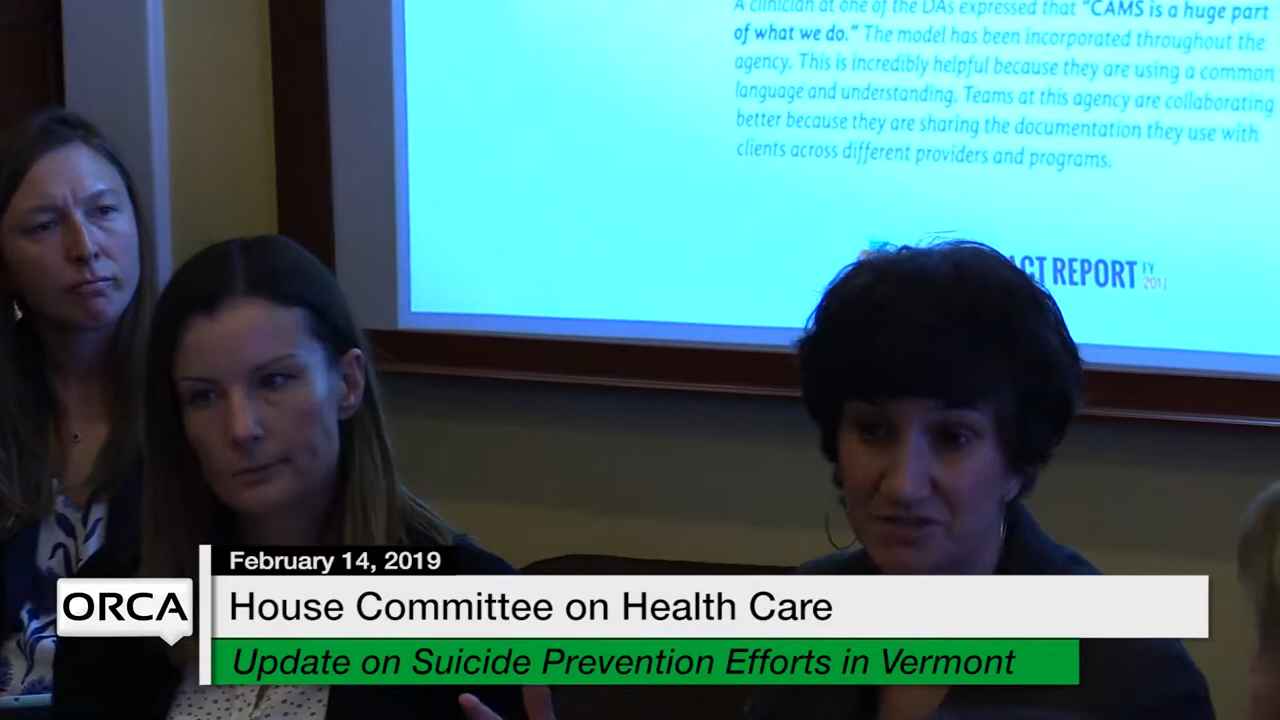 A clinician at one of the DAs expressed that "CAMS is a huge part
of what we do." The model has been incorporated throughout the
agency. This is incredibly helpful because they are using a common
language and understanding. Teams at this agency are collaborating
better because they are sharing the documentation they use with
clients across different providers and programs.
ACT REPORT FY
2017
February 14, 2019
ORCA
House Committee on Health Care
Update on Suicide Prevention Efforts in Vermont